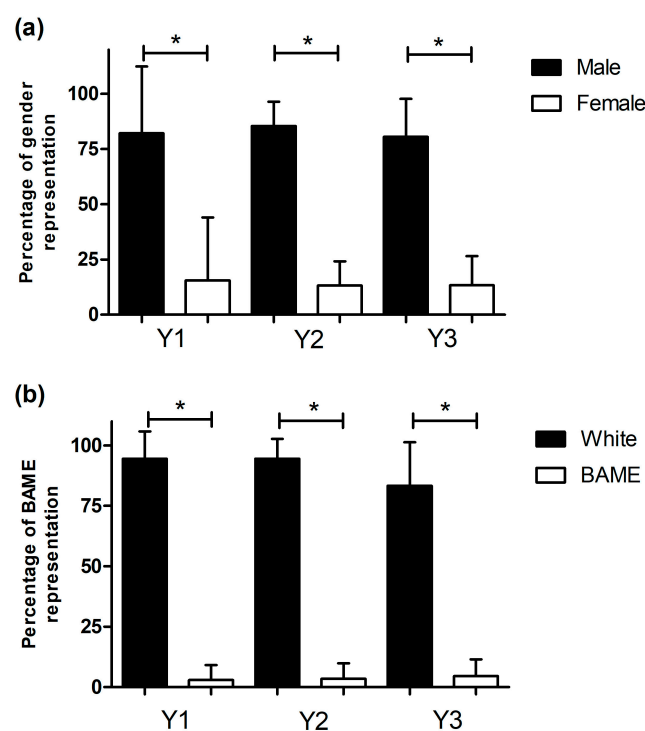 (a)
* * *
Male
Female
Percentage of gender
representation
100
75
50
25
0
Y1 Y2 Y3
(b)
* * *
White
BAME
Percentage of BAME
representation
100
75
50
25
0
Y1 Y2 Y3